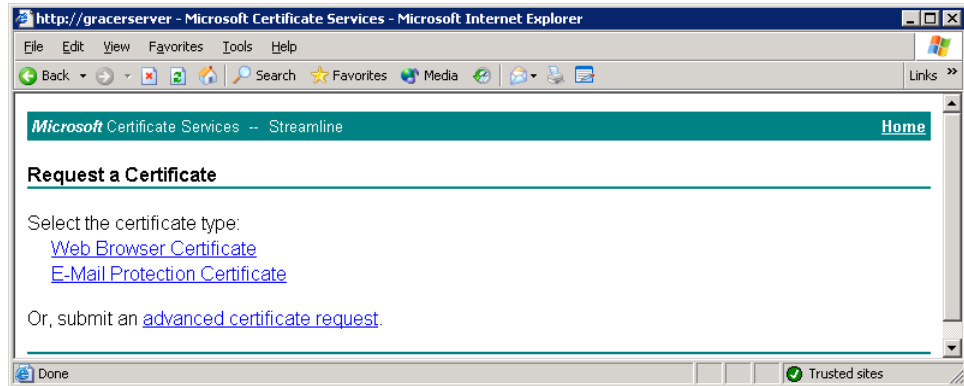 http://gracerserver - Microsoft Certificate Services - Microsoft Internet Explorer
File Edit View Favorites Tools Help
Back Search Favorites Media Links »
Microsoft Certificate Services -- Streamline Home
Request a Certificate
Select the certificate type:
Web Browser Certificate
E-Mail Protection Certificate
Or, submit an advanced certificate request.
Done Trusted sites